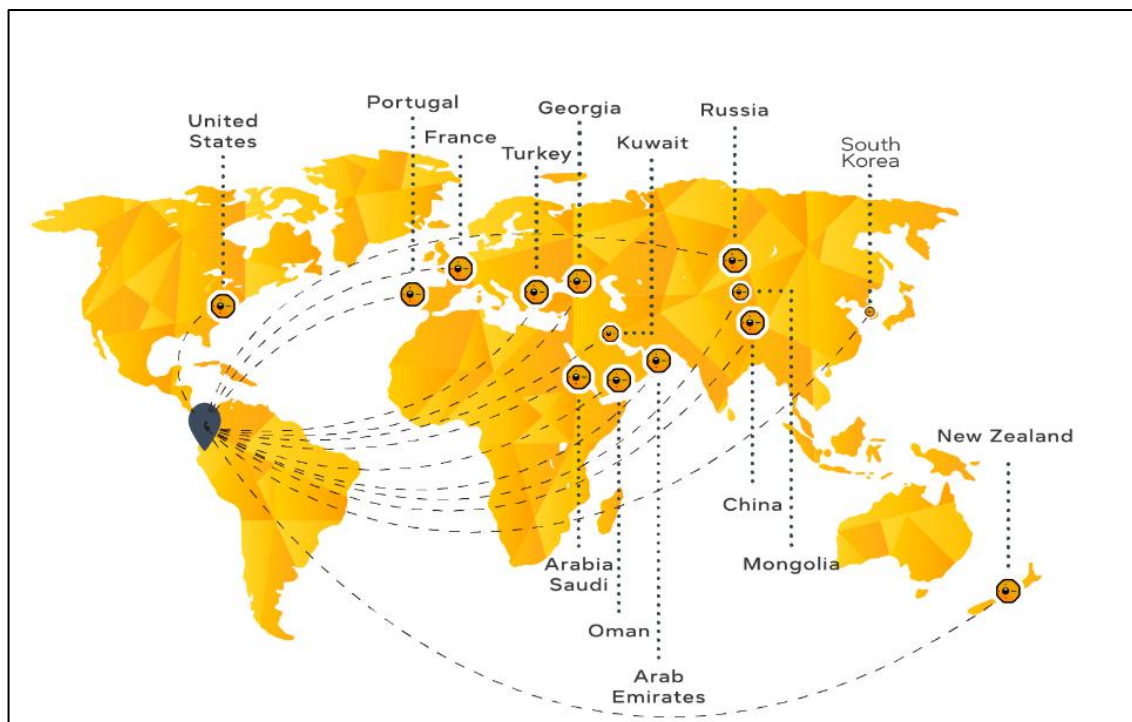 Portugal
Georgia
Russia
United
States
France
Turkey
Kuwait
South
Korea
New Zealand
China
Arabia
Saudi
Mongolia
Oman
Arab
Emirates